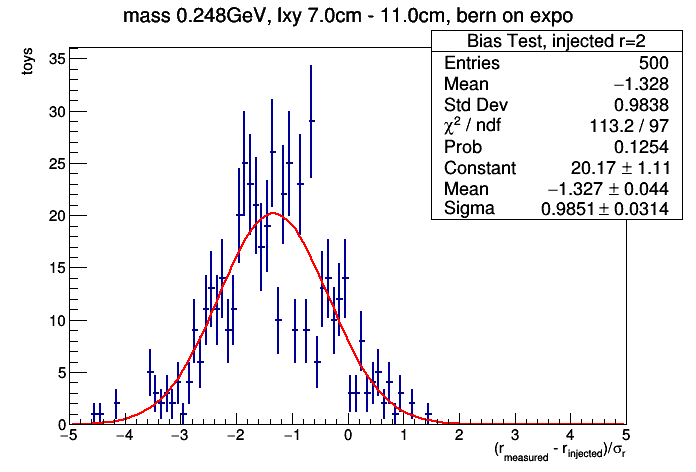 mass 0.248GeV, lxy 7.0cm - 11.0cm, bern on expo
Bias Test, injected r=2
Entries 500
Mean −1.328
Std Dev 0.9838
χ² / ndf 113.2 / 97
Prob 0.1254
Constant 20.17 ± 1.11
Mean −1.327 ± 0.044
Sigma 0.9851 ± 0.0314
toys
35
30
25
20
15
10
5
0
−5 −4 −3 −2 −1 0 1 2 3 4 5
(r_measured - r_injected)/σ_r